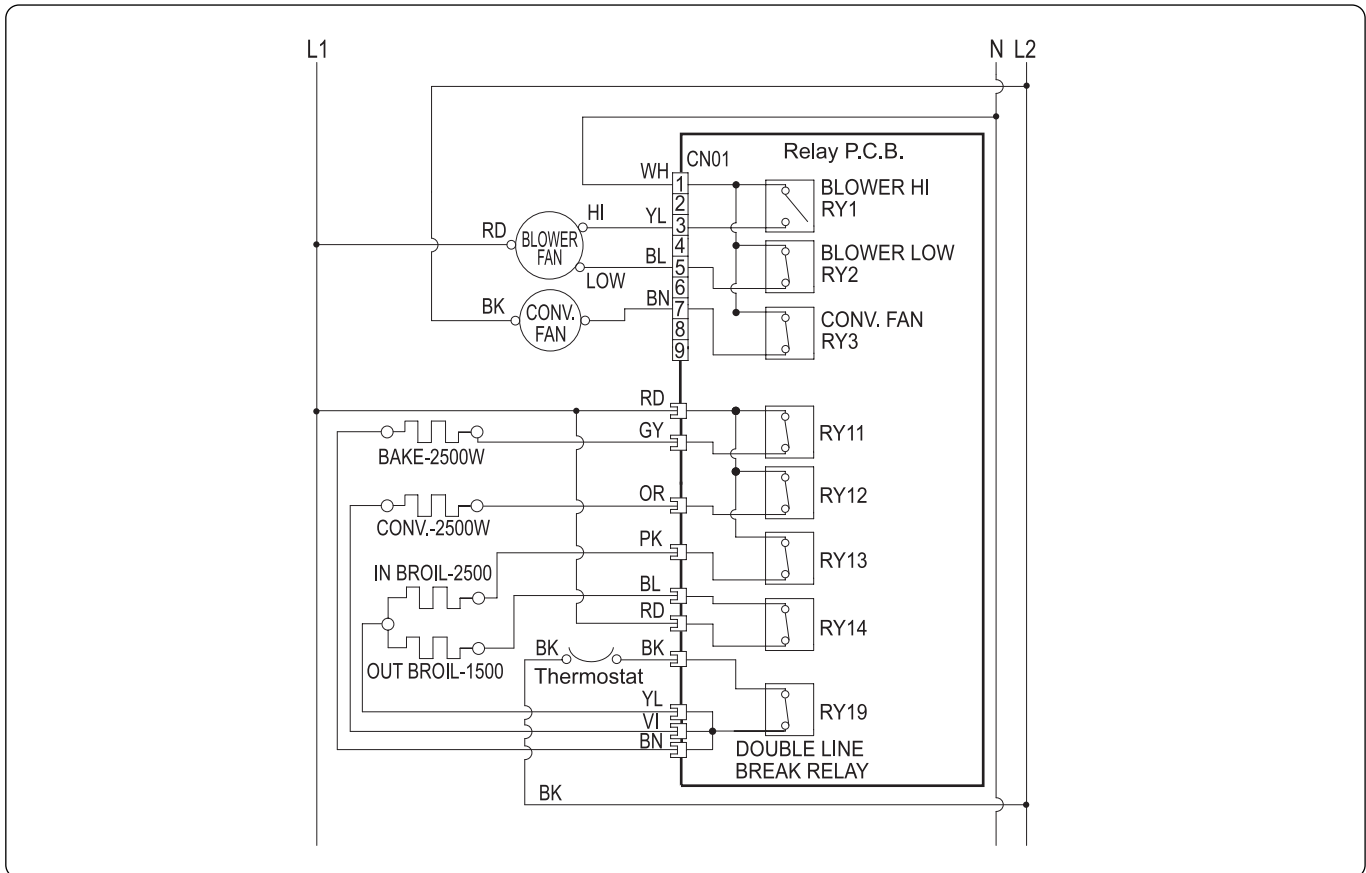 L1
N L2
Relay P.C.B.
CN01
WH
1
2
3
4
5
6
7
8
9
BLOWER HI
RY1
HI
YL
RD
BLOWER
FAN
BL
LOW
BLOWER LOW
RY2
BN
BK
CONV.
FAN
CONV. FAN
RY3
RD
GY
RY11
BAKE-2500W
OR
RY12
CONV.-2500W
PK
RY13
IN BROIL-2500
BL
RD
RY14
OUT BROIL-1500
BK
BK
Thermostat
YL
RY19
VI
BN
DOUBLE LINE
BREAK RELAY
BK